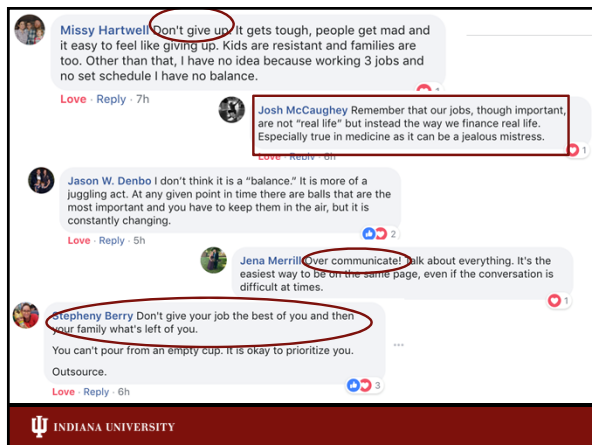 Missy Hartwell Don't give up. It gets tough, people get mad and
it easy to feel like giving up. Kids are resistant and families are
too. Other than that, I have no idea because working 3 jobs and
no set schedule I have no balance.
Love · Reply · 7h
Josh McCaughey Remember that our jobs, though important,
are not "real life" but instead the way we finance real life.
Especially true in medicine as it can be a jealous mistress.
Love · Reply · 6h
1
Jason W. Denbo I don't think it is a "balance." It is more of a
juggling act. At any given point in time there are balls that are the
most important and you have to keep them in the air, but it is
constantly changing.
2
Love · Reply · 5h
Jena Merrill Over communicate! Talk about everything. It's the
easiest way to be on the same page, even if the conversation is
difficult at times.
1
Stepheny Berry Don't give your job the best of you and then
your family what's left of you.
You can't pour from an empty cup. It is okay to prioritize you.
Outsource.
3
Love · Reply · 6h
INDIANA UNIVERSITY